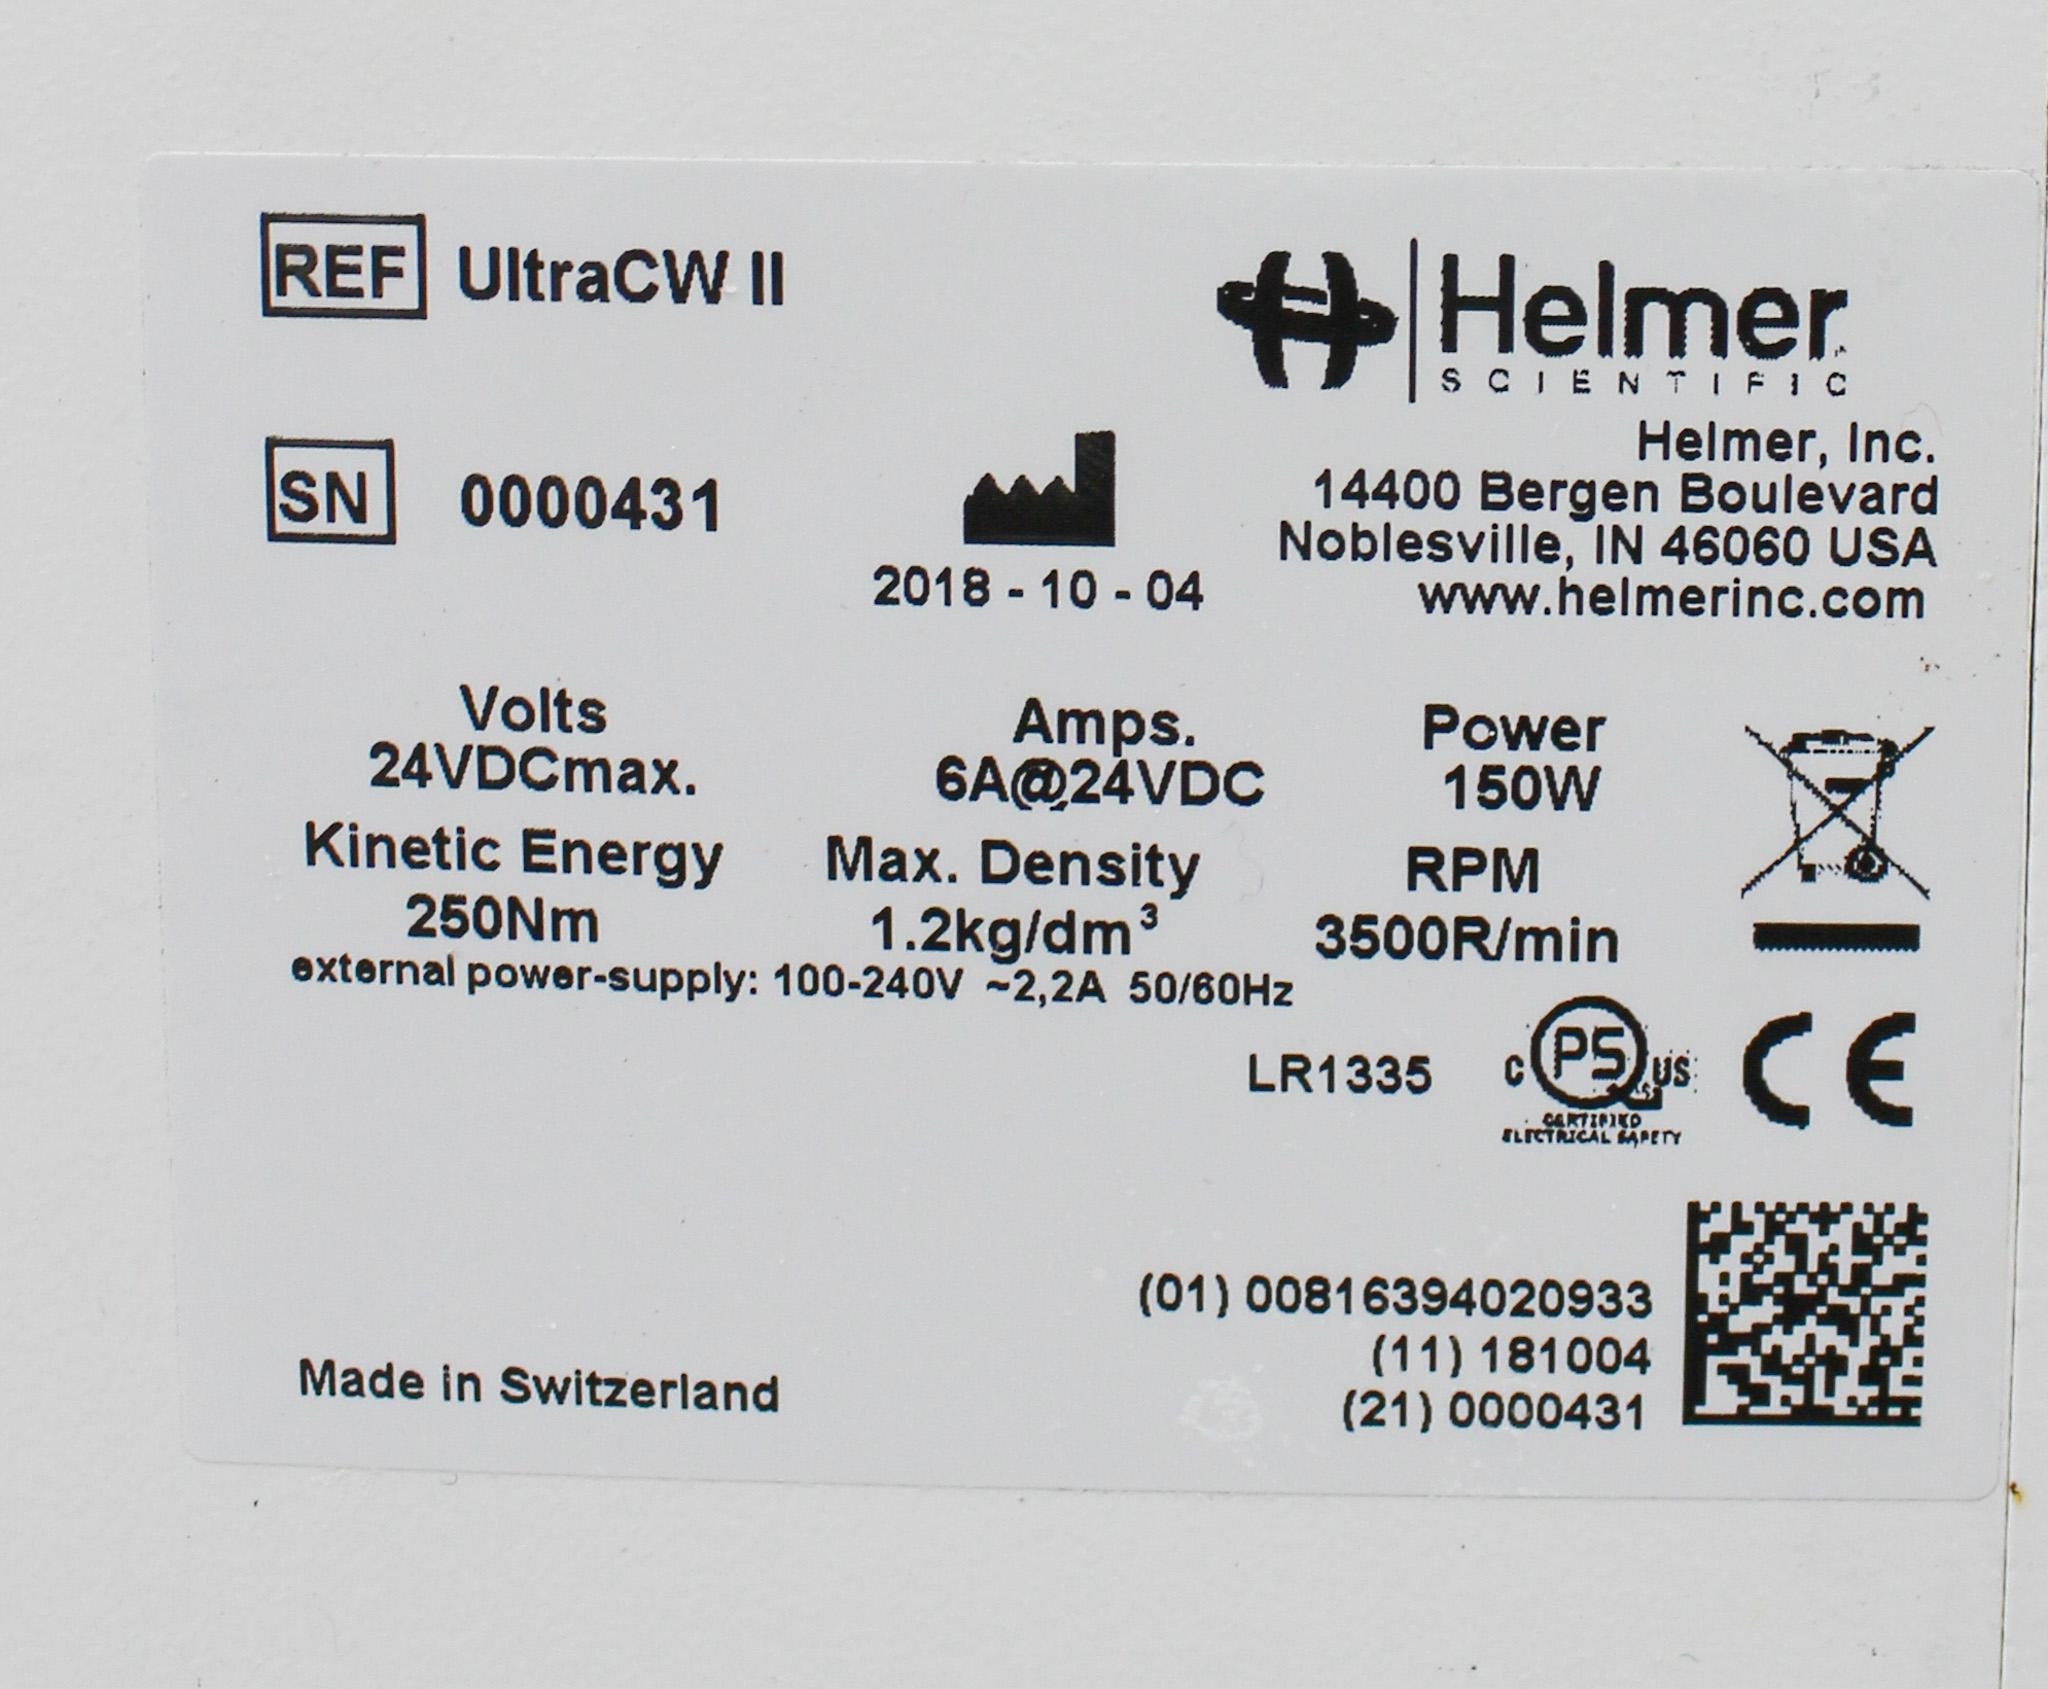 REF UltraCW II
Helmer
SCIENTIFIC
SN 0000431
2018 - 10 - 04
Helmer, Inc.
14400 Bergen Boulevard
Noblesville, IN 46060 USA
www.helmerinc.com
Volts Amps. Power
24VDCmax. 6A@24VDC 150W
Kinetic Energy Max. Density RPM
250Nm 1.2kg/dm³ 3500R/min
external power-supply: 100-240V ~2,2A 50/60Hz
LR1335 C PS US CE
CERTIFIED
ELECTRICAL SAFETY
(01) 00816394020933
(11) 181004
(21) 0000431
Made in Switzerland